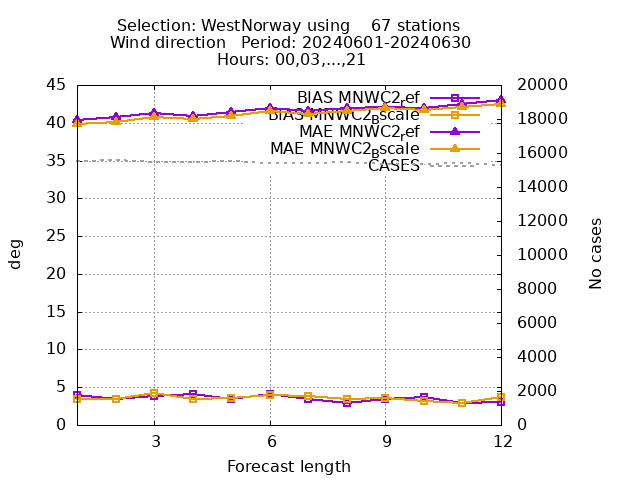 Selection: WestNorway using    67 stations
Wind direction   Period: 20240601-20240630
Hours: 00,03,...,21
45
40
35
30
25
20
15
10
5
0
deg
20000
18000
16000
14000
12000
10000
8000
6000
4000
2000
0
No cases
BIAS MNWC2_ref
BIAS MNWC2_Bscale
MAE MNWC2_ref
MAE MNWC2_Bscale
CASES
3
6
9
12
Forecast length